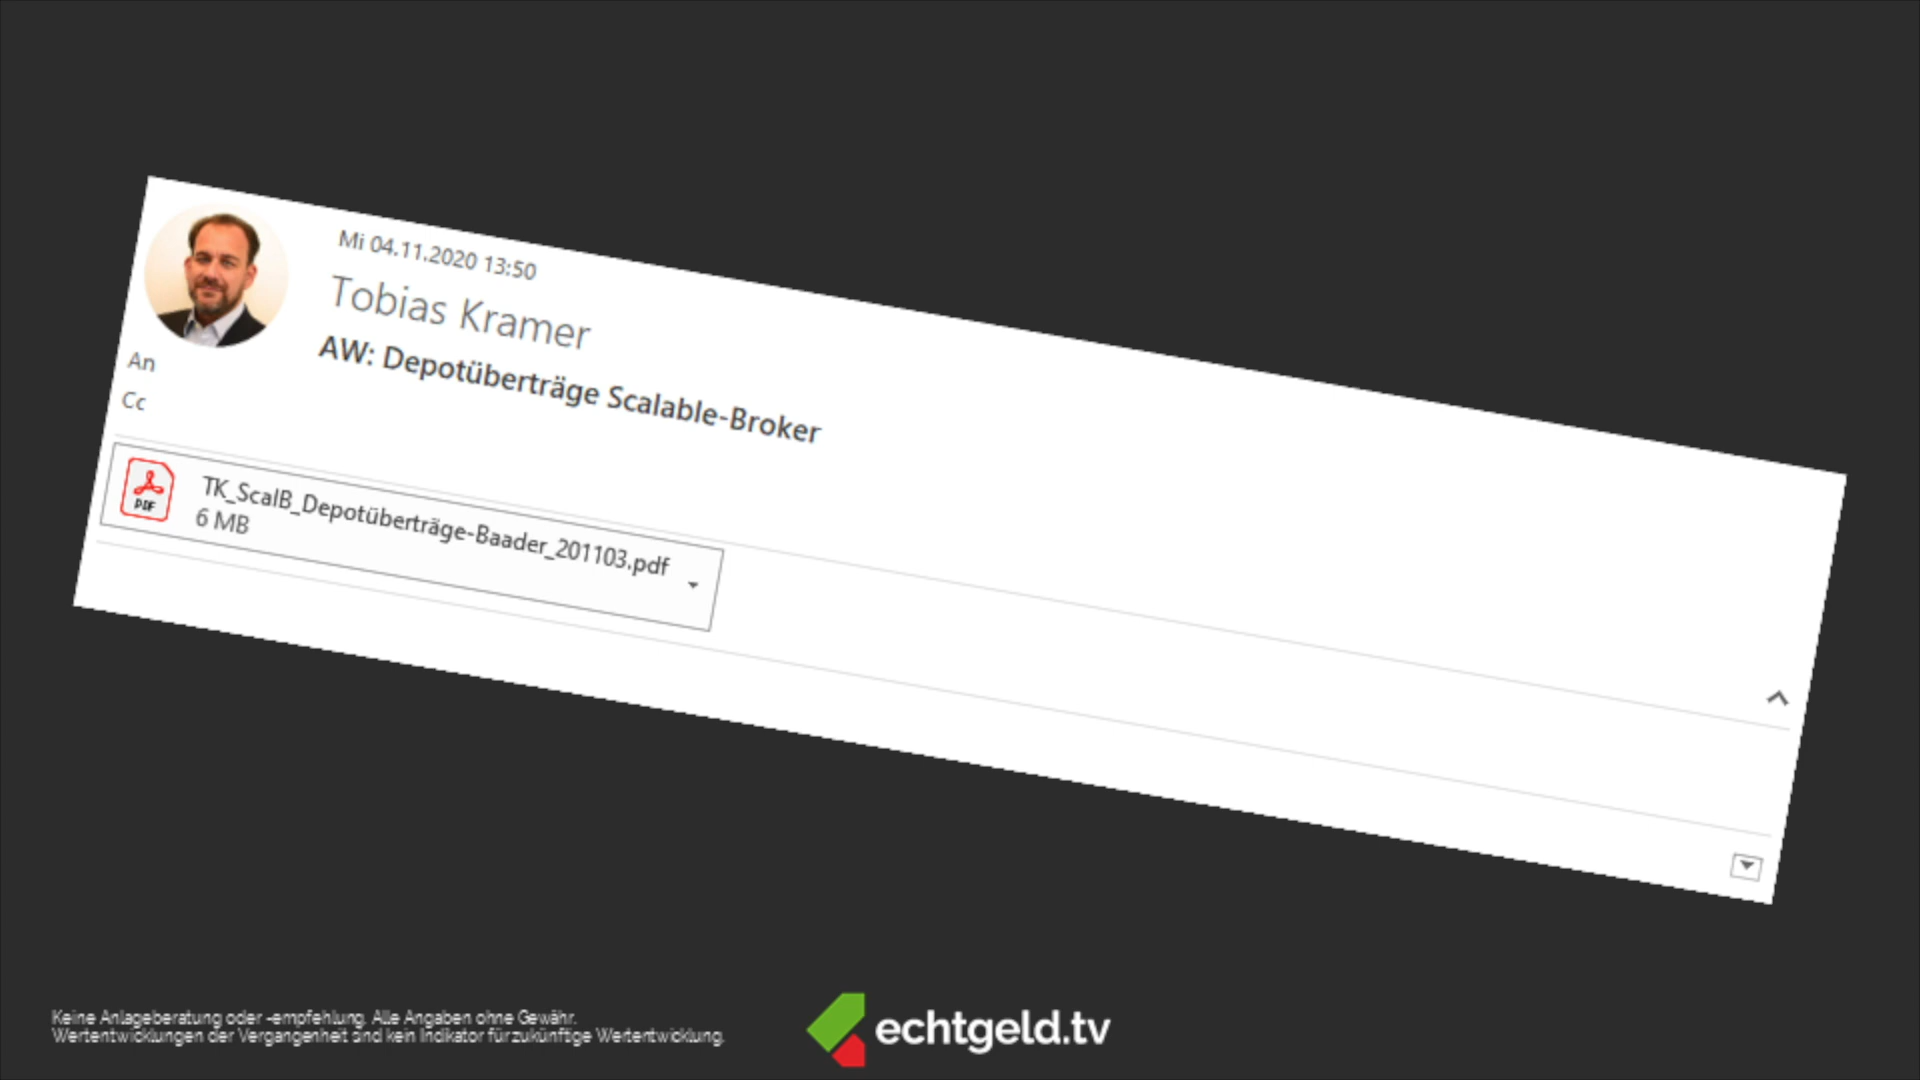 Mi 04.11.2020 13:50
Tobias Kramer
AW: Depotüberträge Scalable-Broker
An
Cc
PDF
TK_ScalB_Depotüberträge-Baader_201103.pdf
6 MB
Keine Anlageberatung oder -empfehlung. Alle Angaben ohne Gewähr.
Wertentwicklungen der Vergangenheit sind kein Indikator für zukünftige Wertentwicklung.
echtgeld.tv